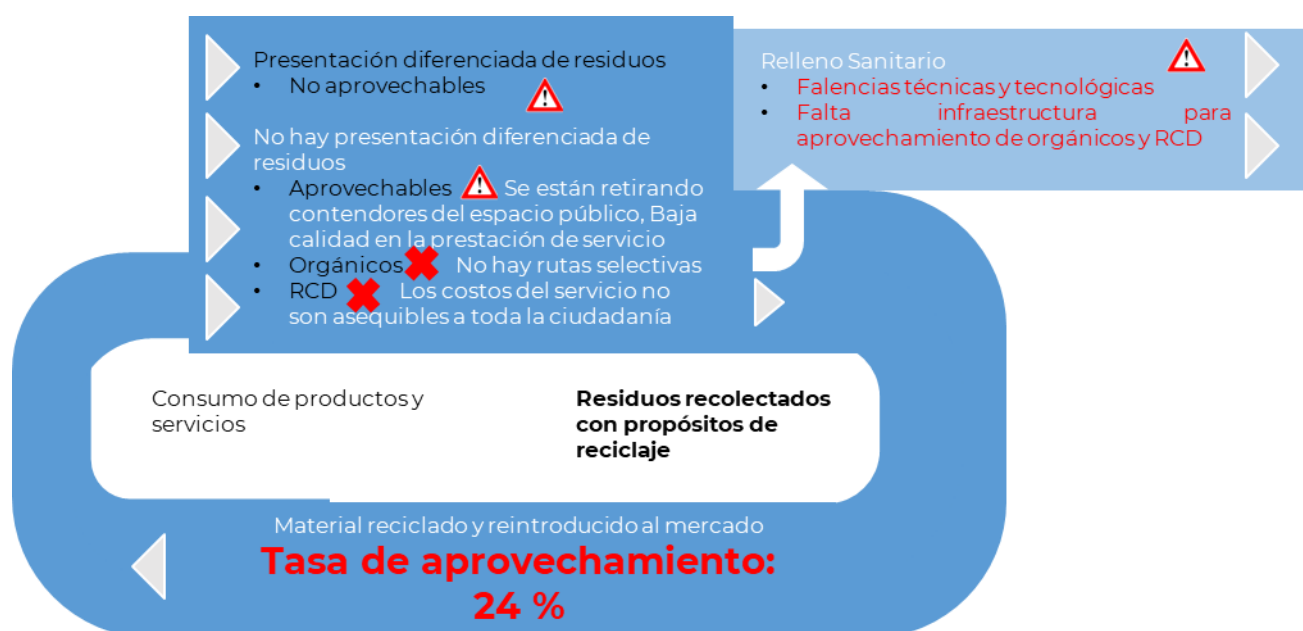 Presentación diferenciada de residuos
• No aprovechables
No hay presentación diferenciada de
residuos
• Aprovechables Se están retirando
contendores del espacio público, Baja
calidad en la prestación de servicio
• Orgánicos No hay rutas selectivas
• RCD Los costos del servicio no
son asequibles a toda la ciudadanía
Relleno Sanitario
• Falencias técnicas y tecnológicas
• Falta infraestructura para
aprovechamiento de orgánicos y RCD
Consumo de productos y
servicios
Residuos recolectados
con propósitos de
reciclaje
Material reciclado y reintroducido al mercado
Tasa de aprovechamiento:
24 %